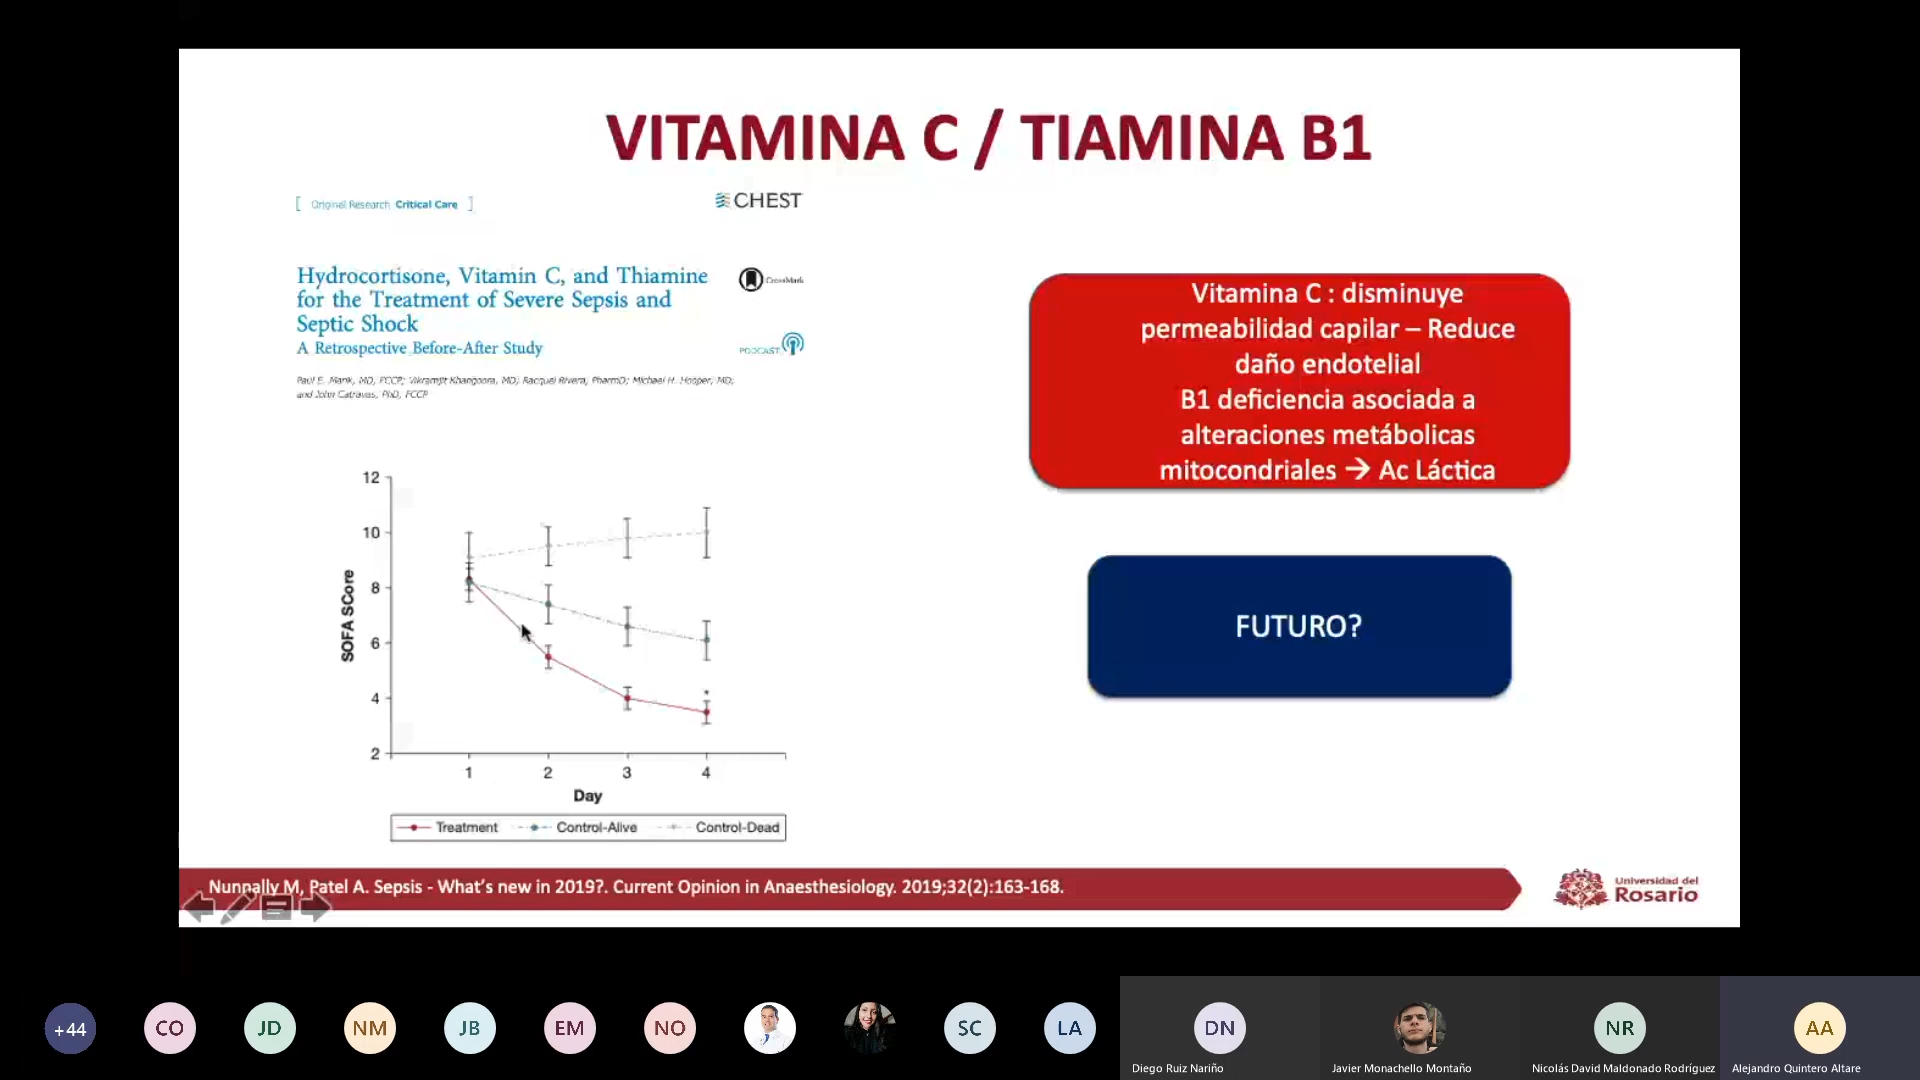 VITAMINA C / TIAMINA B1
[ Original Research Critical Care ]
CHEST
Hydrocortisone, Vitamin C, and Thiamine
for the Treatment of Severe Sepsis and
Septic Shock
A Retrospective Before-After Study
CrossMark
PODCAST
Paul E. Marik, MD, FCCP; Vikramjit Khangoora, MD; Racquel Rivera, PharmD; Michael H. Hooper, MD;
and John Catravas, PhD, FCCP
Vitamina C : disminuye
permeabilidad capilar – Reduce
daño endotelial
B1 deficiencia asociada a
alteraciones metábolicas
mitocondriales → Ac Láctica
FUTURO?
SOFA SCore
12
10
8
6
4
2
*
1 2 3 4
Day
Treatment Control-Alive Control-Dead
Nunnally M, Patel A. Sepsis - What's new in 2019?. Current Opinion in Anaesthesiology. 2019;32(2):163-168.
Universidad del
Rosario
+44 CO JD NM JB EM NO SC LA DN NR AA
Diego Ruiz Nariño Javier Monachello Montaño Nicolás David Maldonado Rodríguez Alejandro Quintero Altare